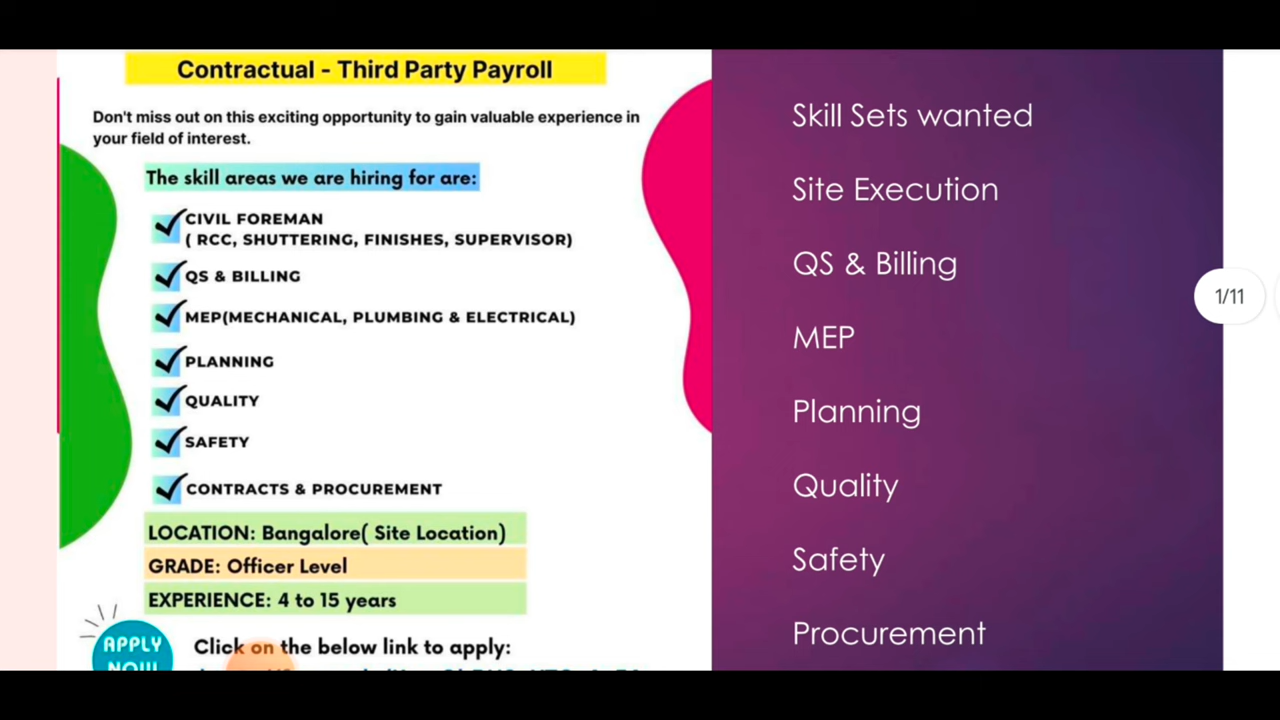 Contractual - Third Party Payroll
Don't miss out on this exciting opportunity to gain valuable experience in
your field of interest.
The skill areas we are hiring for are:
CIVIL FOREMAN
( RCC, SHUTTERING, FINISHES, SUPERVISOR)
QS & BILLING
MEP(MECHANICAL, PLUMBING & ELECTRICAL)
PLANNING
QUALITY
SAFETY
CONTRACTS & PROCUREMENT
LOCATION: Bangalore( Site Location)
GRADE: Officer Level
EXPERIENCE: 4 to 15 years
APPLY
NOW
Click on the below link to apply:
Skill Sets wanted
Site Execution
QS & Billing
MEP
Planning
Quality
Safety
Procurement
1/11